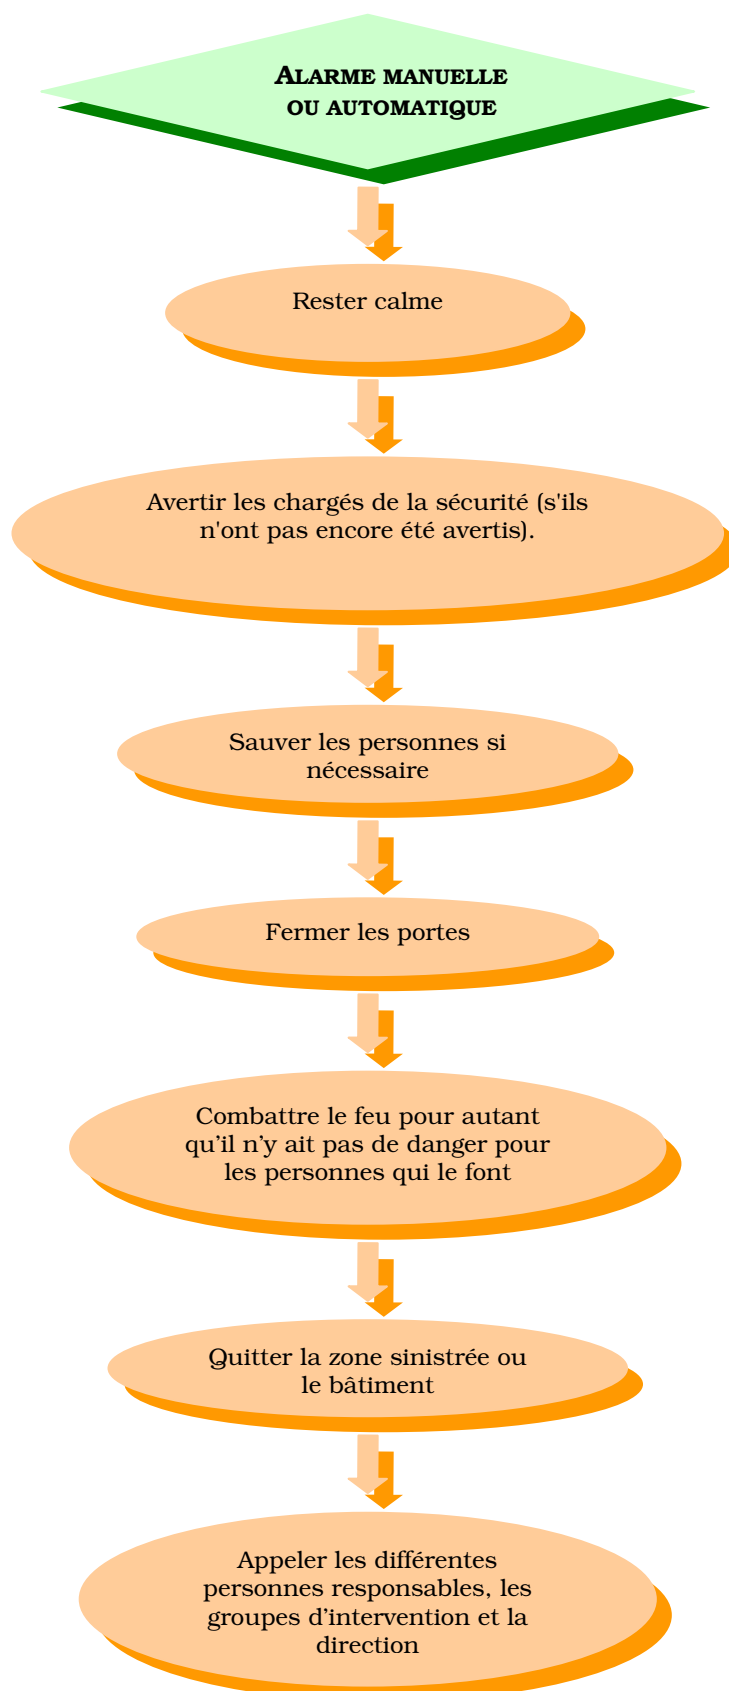 ALARME MANUELLE
OU AUTOMATIQUE
Rester calme
Avertir les chargés de la sécurité (s'ils
n'ont pas encore été avertis).
Sauver les personnes si
nécessaire
Fermer les portes
Combattre le feu pour autant
qu’il n’y ait pas de danger pour
les personnes qui le font
Quitter la zone sinistrée ou
le bâtiment
Appeler les différentes
personnes responsables, les
groupes d’intervention et la
direction